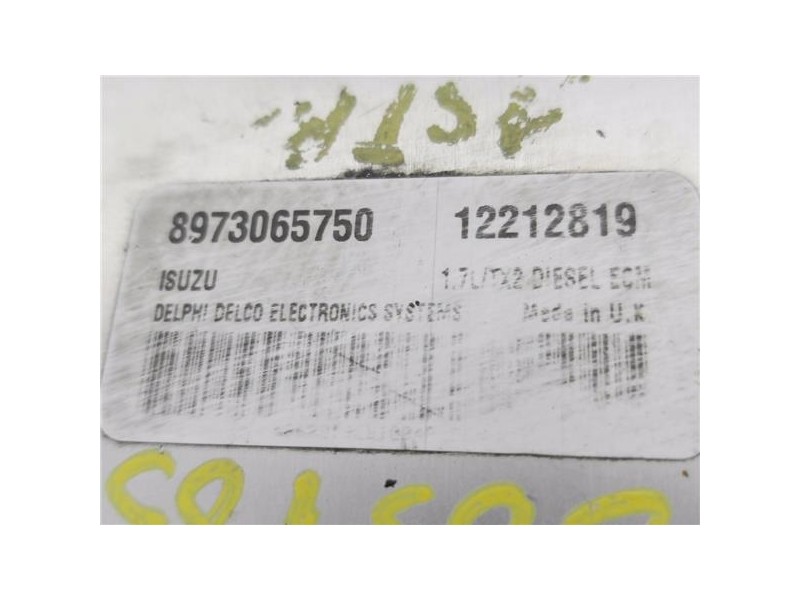 8973065750 12212819
ISUZU 1.7L/TX2 DIESEL ECM
DELPHI DELCO ELECTRONICS SYSTEMS Made in U.K